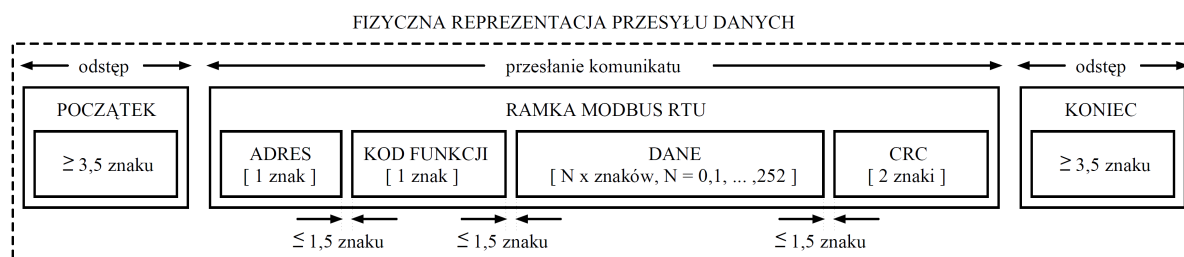 FIZYCZNA REPREZENTACJA PRZESYŁU DANYCH
odstęp
przesłanie komunikatu
odstęp
POCZĄTEK
RAMKA MODBUS RTU
KONIEC
≥ 3,5 znaku
ADRES
[ 1 znak ]
KOD FUNKCJI
[ 1 znak ]
DANE
[ N x znaków, N = 0,1, ... ,252 ]
CRC
[ 2 znaki ]
≥ 3,5 znaku
≤ 1,5 znaku
≤ 1,5 znaku
≤ 1,5 znaku